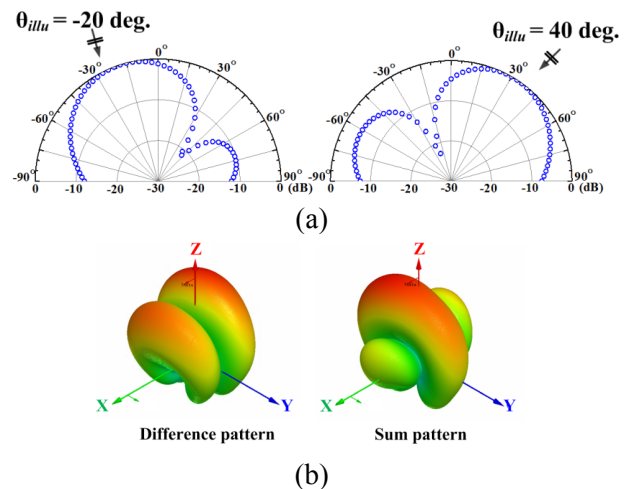 θillu = -20 deg.
θillu = 40 deg.
0°
-30°
30°
-60°
60°
-90°
90°
0
-10
-20
-30
-20
-10
0
(dB)
0°
-30°
30°
-60°
60°
-90°
90°
0
-10
-20
-30
-20
-10
0
(dB)
(a)
Z
Z
X
Y
X
Y
Difference pattern
Sum pattern
(b)